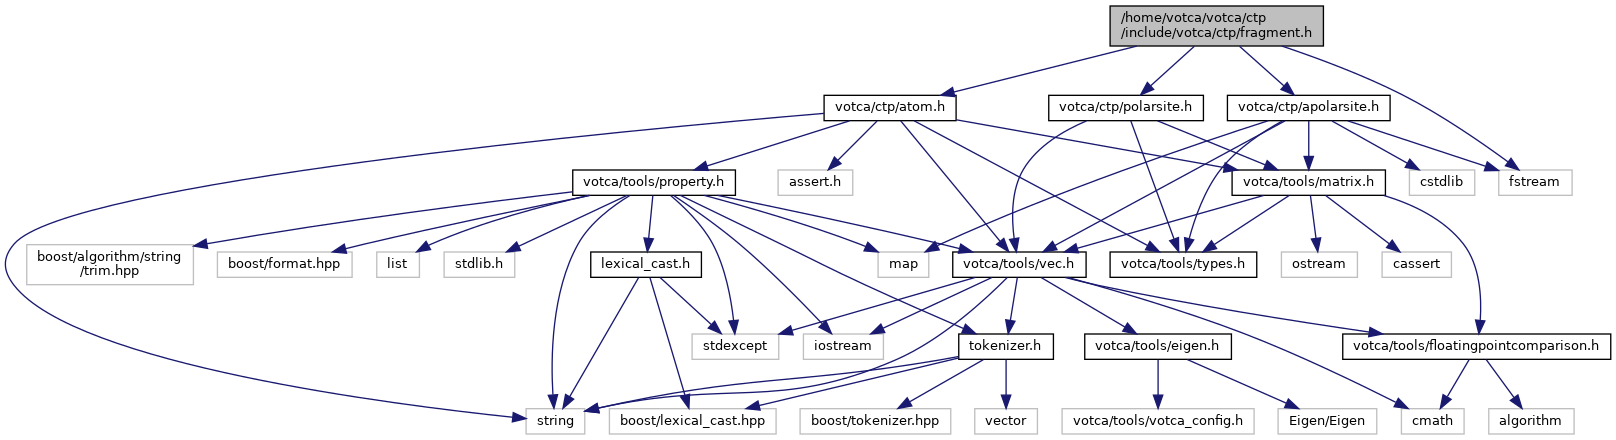 /home/votca/votca/ctp
/include/votca/ctp/fragment.h
votca/ctp/atom.h
votca/ctp/polarsite.h
votca/ctp/apolarsite.h
votca/tools/property.h
assert.h
votca/tools/matrix.h
cstdlib
fstream
boost/algorithm/string
/trim.hpp
boost/format.hpp
list
stdlib.h
lexical_cast.h
map
votca/tools/vec.h
votca/tools/types.h
ostream
cassert
stdexcept
iostream
tokenizer.h
votca/tools/eigen.h
votca/tools/floatingpointcomparison.h
string
boost/lexical_cast.hpp
boost/tokenizer.hpp
vector
votca/tools/votca_config.h
Eigen/Eigen
cmath
algorithm